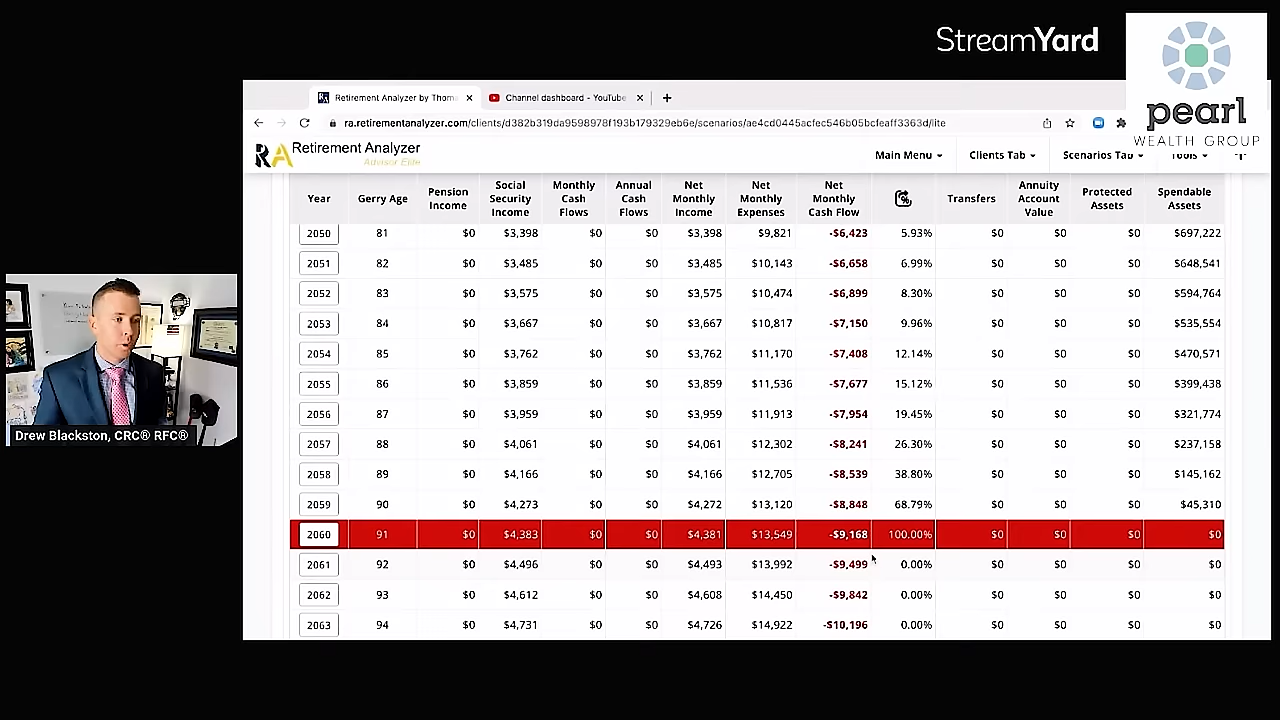 StreamYard
pearl
WEALTH GROUP
Retirement Analyzer by Thom
Channel dashboard - YouTube
ra.retirementanalyzer.com/clients/d382b319da9598978f193b179329eb6e/scenarios/ae4cd0445acfec546b05bcfeaff3363d/lite
RA Retirement Analyzer
Advisor Elite
Main Menu Clients Tab Scenarios Tab Tools
Year Gerry Age Pension Income Social Security Income Monthly Cash Flows Annual Cash Flows Net Monthly Income Net Monthly Expenses Net Monthly Cash Flow % Transfers Annuity Account Value Protected Assets Spendable Assets
2050 81 $0 $3,398 $0 $0 $3,398 $9,821 -$6,423 5.93% $0 $0 $0 $697,222
2051 82 $0 $3,485 $0 $0 $3,485 $10,143 -$6,658 6.99% $0 $0 $0 $648,541
2052 83 $0 $3,575 $0 $0 $3,575 $10,474 -$6,899 8.30% $0 $0 $0 $594,764
2053 84 $0 $3,667 $0 $0 $3,667 $10,817 -$7,150 9.96% $0 $0 $0 $535,554
2054 85 $0 $3,762 $0 $0 $3,762 $11,170 -$7,408 12.14% $0 $0 $0 $470,571
2055 86 $0 $3,859 $0 $0 $3,859 $11,536 -$7,677 15.12% $0 $0 $0 $399,438
2056 87 $0 $3,959 $0 $0 $3,959 $11,913 -$7,954 19.45% $0 $0 $0 $321,774
2057 88 $0 $4,061 $0 $0 $4,061 $12,302 -$8,241 26.30% $0 $0 $0 $237,158
2058 89 $0 $4,166 $0 $0 $4,166 $12,705 -$8,539 38.80% $0 $0 $0 $145,162
2059 90 $0 $4,273 $0 $0 $4,272 $13,120 -$8,848 68.79% $0 $0 $0 $45,310
2060 91 $0 $4,383 $0 $0 $4,381 $13,549 -$9,168 100.00% $0 $0 $0 $0
2061 92 $0 $4,496 $0 $0 $4,493 $13,992 -$9,499 0.00% $0 $0 $0 $0
2062 93 $0 $4,612 $0 $0 $4,608 $14,450 -$9,842 0.00% $0 $0 $0 $0
2063 94 $0 $4,731 $0 $0 $4,726 $14,922 -$10,196 0.00% $0 $0 $0 $0
Drew Blackston, CRC® RFC®